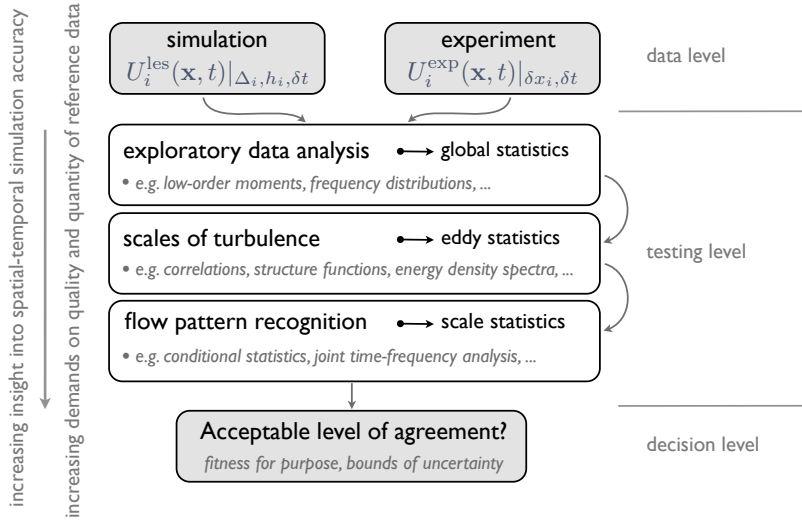 increasing insight into spatial-temporal simulation accuracy
increasing demands on quality and quantity of reference data
simulation
U_i^les(x, t)|Δ_i,h_i,δt
experiment
U_i^exp(x, t)|δx_i,δt
data level
exploratory data analysis
global statistics
• e.g. low-order moments, frequency distributions, ...
scales of turbulence
eddy statistics
• e.g. correlations, structure functions, energy density spectra, ...
testing level
flow pattern recognition
scale statistics
• e.g. conditional statistics, joint time-frequency analysis, ...
Acceptable level of agreement?
fitness for purpose, bounds of uncertainty
decision level